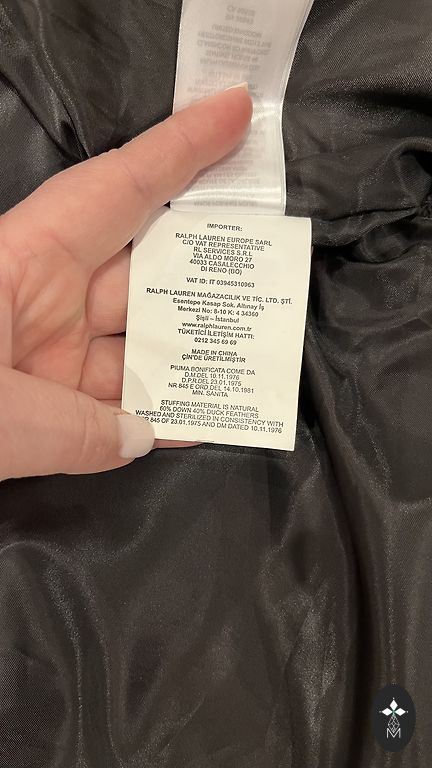 IMPORTER:
RALPH LAUREN EUROPE SARL
C/O VAT REPRESENTATIVE
RL SERVICES S.R.L
VIA ALDO MORO 27
40033 CASALECCHIO
DI RENO (BO)
VAT ID: IT 03945310963
RALPH LAUREN MAĞAZACILIK VE TİC. LTD. ŞTİ.
Esentepe Kasap Sok. Altınay İş
Merkezi No: 8-10 K: 4 34360
Şişli – İstanbul
www.ralphlauren.com.tr
TÜKETİCİ İLETİŞİM HATTI:
0212 345 69 69
MADE IN CHINA
ÇİN'DE ÜRETİLMİŞTİR
PIUMA BONIFICATA COME DA
D.M.DEL 10.11.1976
D.P.R.DEL 23.01.1975
NR 845 E ORD.DEL 14.10.1981
MIN. SANITA
STUFFING MATERIAL IS NATURAL
60% DOWN 40% DUCK FEATHERS
WASHED AND STERILIZED IN CONSISTENCY WITH
845 OF 23.01.1975 AND DM DATED 10.11.1976
M